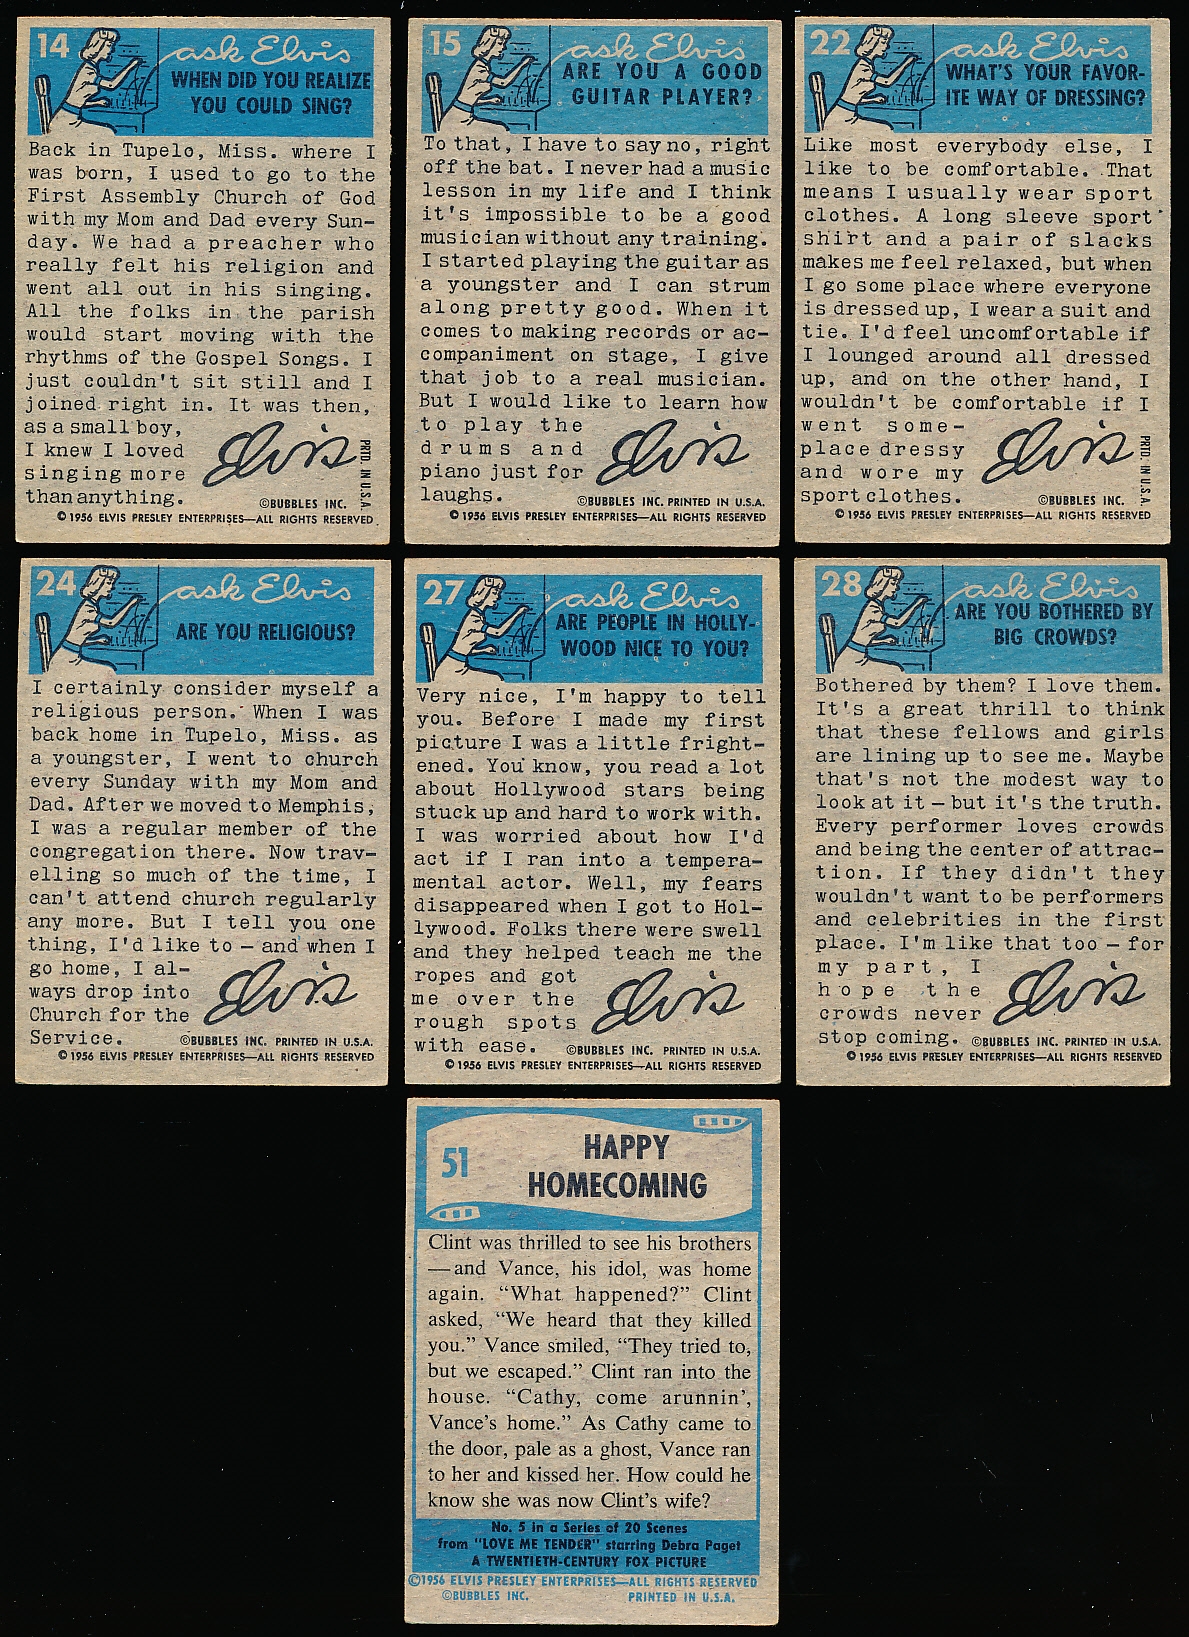 14
ask Elvis
WHEN DID YOU REALIZE
YOU COULD SING?
Back in Tupelo, Miss. where I
was born, I used to go to the
First Assembly Church of God
with my Mom and Dad every Sun-
day. We had a preacher who
really felt his religion and
went all out in his singing.
All the folks in the parish
would start moving with the
rhythms of the Gospel Songs. I
just couldn't sit still and I
joined right in. It was then,
as a small boy,
I knew I loved
singing more
than anything.
Elvis
PRTD. IN U.S.A.
©BUBBLES INC.
©1956 ELVIS PRESLEY ENTERPRISES—ALL RIGHTS RESERVED
15
ask Elvis
ARE YOU A GOOD
GUITAR PLAYER?
To that, I have to say no, right
off the bat. I never had a music
lesson in my life and I think
it's impossible to be a good
musician without any training.
I started playing the guitar as
a youngster and I can strum
along pretty good. When it
comes to making records or ac-
companiment on stage, I give
that job to a real musician.
But I would like to learn how
to play the
drums and
piano just for
laughs.
Elvis
©BUBBLES INC. PRINTED IN U.S.A.
©1956 ELVIS PRESLEY ENTERPRISES—ALL RIGHTS RESERVED
22
ask Elvis
WHAT'S YOUR FAVOR-
ITE WAY OF DRESSING?
Like most everybody else, I
like to be comfortable. That
means I usually wear sport
clothes. A long sleeve sport
shirt and a pair of slacks
makes me feel relaxed, but when
I go some place where everyone
is dressed up, I wear a suit and
tie. I'd feel uncomfortable if
I lounged around all dressed
up, and on the other hand, I
wouldn't be comfortable if I
went some-
place dressy
and wore my
sport clothes.
Elvis
PRTD. IN U.S.A.
©BUBBLES INC.
©1956 ELVIS PRESLEY ENTERPRISES—ALL RIGHTS RESERVED
24
ask Elvis
ARE YOU RELIGIOUS?
I certainly consider myself a
religious person. When I was
back home in Tupelo, Miss. as
a youngster, I went to church
every Sunday with my Mom and
Dad. After we moved to Memphis,
I was a regular member of the
congregation there. Now trav-
elling so much of the time, I
can't attend church regularly
any more. But I tell you one
thing, I'd like to — and when I
go home, I al-
ways drop into
Church for the
Service.
Elvis
©BUBBLES INC. PRINTED IN U.S.A.
©1956 ELVIS PRESLEY ENTERPRISES—ALL RIGHTS RESERVED
27
ask Elvis
ARE PEOPLE IN HOLLY-
WOOD NICE TO YOU?
Very nice, I'm happy to tell
you. Before I made my first
picture I was a little fright-
ened. You know, you read a lot
about Hollywood stars being
stuck up and hard to work with.
I was worried about how I'd
act if I ran into a tempera-
mental actor. Well, my fears
disappeared when I got to Hol-
lywood. Folks there were swell
and they helped teach me the
ropes and got
me over the
rough spots
with ease.
Elvis
©BUBBLES INC. PRINTED IN U.S.A.
©1956 ELVIS PRESLEY ENTERPRISES—ALL RIGHTS RESERVED
28
ask Elvis
ARE YOU BOTHERED BY
BIG CROWDS?
Bothered by them? I love them.
It's a great thrill to think
that these fellows and girls
are lining up to see me. Maybe
that's not the modest way to
look at it — but it's the truth.
Every performer loves crowds
and being the center of attrac-
tion. If they didn't they
wouldn't want to be performers
and celebrities in the first
place. I'm like that too — for
my part, I
hope the
crowds never
stop coming.
Elvis
©BUBBLES INC. PRINTED IN U.S.A.
©1956 ELVIS PRESLEY ENTERPRISES—ALL RIGHTS RESERVED
51
HAPPY
HOMECOMING
Clint was thrilled to see his brothers
—and Vance, his idol, was home
again. “What happened?” Clint
asked, “We heard that they killed
you.” Vance smiled, “They tried to,
but we escaped.” Clint ran into the
house. “Cathy, come arunnin’,
Vance’s home.” As Cathy came to
the door, pale as a ghost, Vance ran
to her and kissed her. How could he
know she was now Clint’s wife?
No. 5 in a Series of 20 Scenes
from "LOVE ME TENDER" starring Debra Paget
A TWENTIETH-CENTURY FOX PICTURE
©1956 ELVIS PRESLEY ENTERPRISES—ALL RIGHTS RESERVED
©BUBBLES INC. PRINTED IN U.S.A.